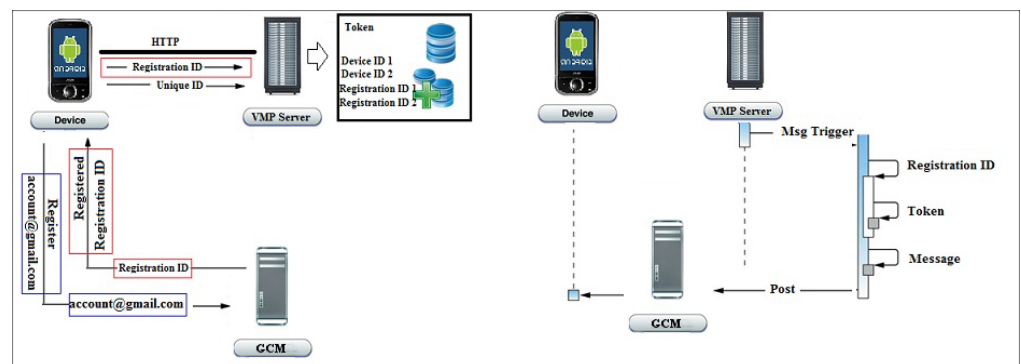 HTTP
Registration ID
Unique ID
Device
VMP Server
Token
Device ID 1
Device ID 2
Registration ID 1
Registration ID 2
Register
account@gmail.com
Registered
Registration ID
Registration ID
account@gmail.com
GCM
Device
VMP Server
Msg Trigger
Registration ID
Token
Message
Post
GCM
ANDROID
ANDROID